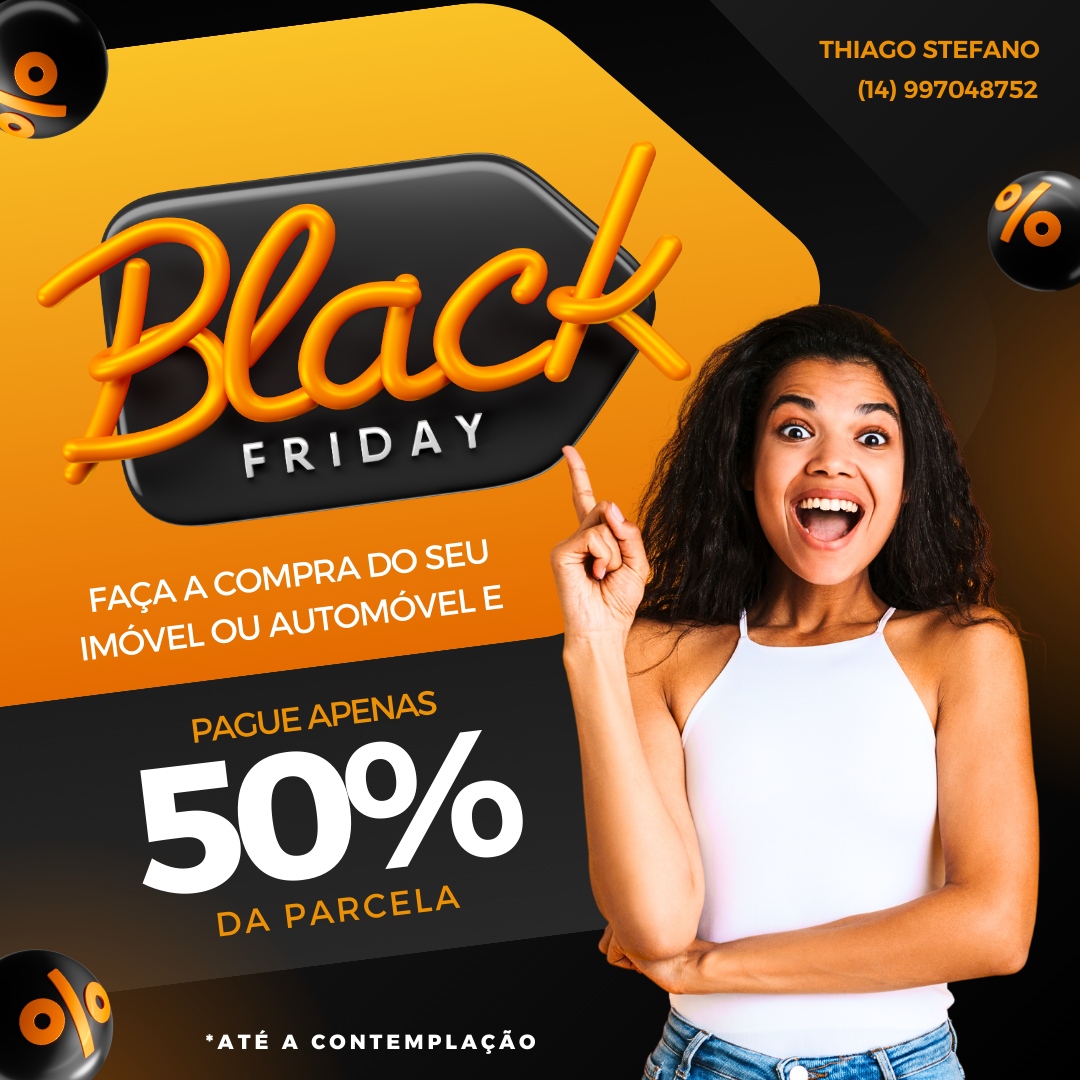 THIAGO STEFANO
(14) 997048752
Black
FRIDAY
FAÇA A COMPRA DO SEU
IMÓVEL OU AUTOMÓVEL E
PAGUE APENAS
50%
DA PARCELA
*ATÉ A CONTEMPLAÇÃO
%
%
%